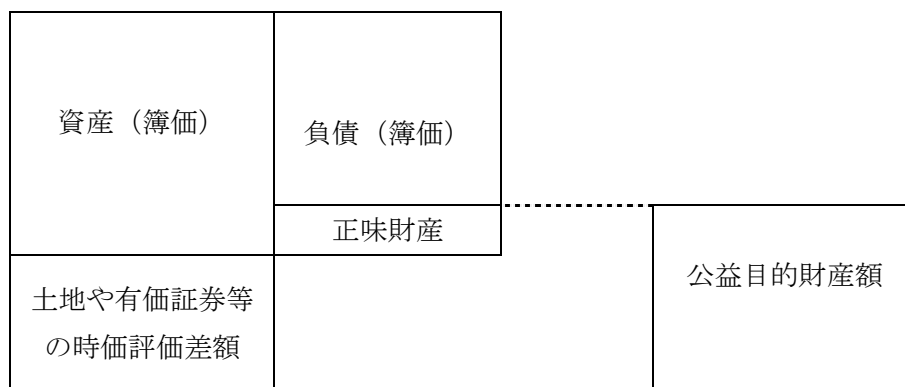 資産（簿価）
負債（簿価）
正味財産
公益目的財産額
土地や有価証券等
の時価評価差額